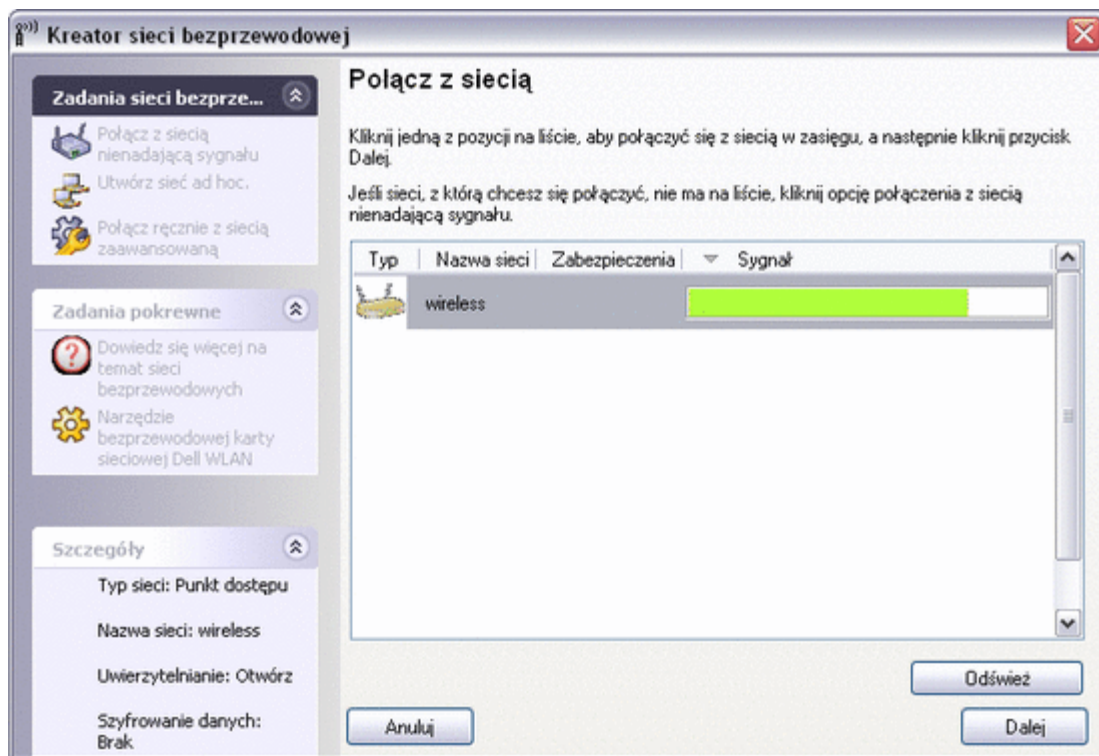 Kreator sieci bezprzewodowej
Zadania sieci bezprze...
Połącz z siecią
nienadającą sygnału
Utwórz sieć ad hoc.
Połącz ręcznie z siecią
zaawansowaną
Zadania pokrewne
Dowiedz się więcej na
temat sieci
bezprzewodowych
Narzędzie
bezprzewodowej karty
sieciowej Dell WLAN
Szczegóły
Typ sieci: Punkt dostępu
Nazwa sieci: wireless
Uwierzytelnianie: Otwórz
Szyfrowanie danych:
Brak
Połącz z siecią
Kliknij jedną z pozycji na liście, aby połączyć się z siecią w zasięgu, a następnie kliknij przycisk
Dalej.
Jeśli sieci, z którą chcesz się połączyć, nie ma na liście, kliknij opcję połączenia z siecią
nienadającą sygnału.
Typ Nazwa sieci Zabezpieczenia Sygnał
wireless
Odśwież
Anuluj Dalej